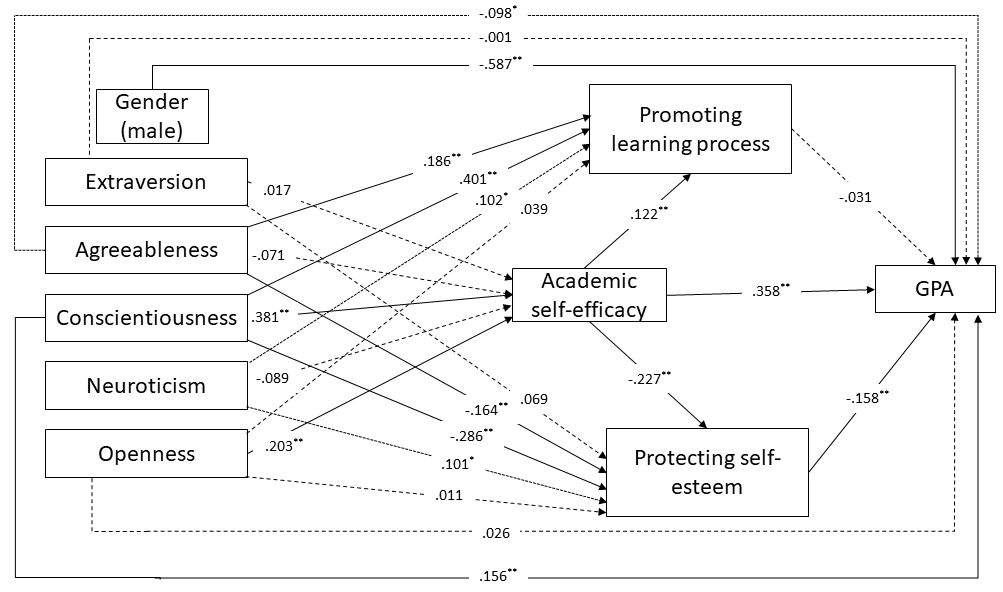 -.098*
-.001
-.587**
Gender
(male)
Promoting
learning process
Extraversion
.186**
.401**
.017
.102*
.039
-.031
.122**
Agreeableness
-.071
Academic
self-efficacy
GPA
.358**
Conscientiousness
.381**
Neuroticism
-.089
-.227**
.069
-.158**
-.164**
-.286**
.203**
Openness
.101*
Protecting self-
esteem
.011
.026
.156**